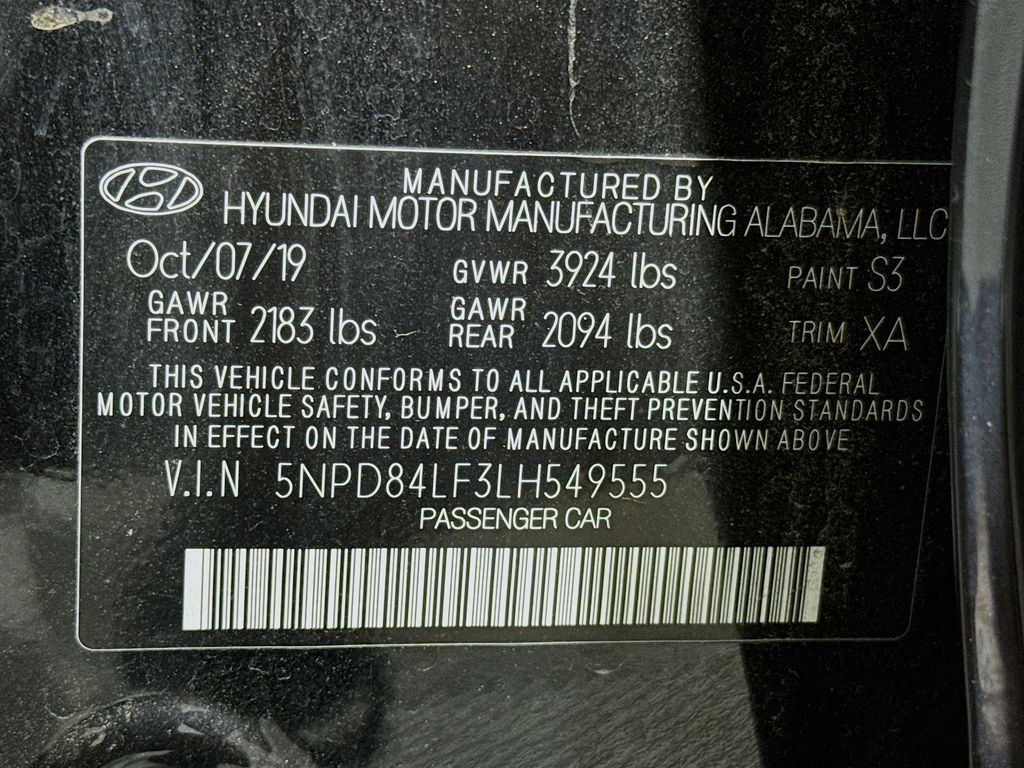 MANUFACTURED BY
HYUNDAI MOTOR MANUFACTURING ALABAMA, LLC
Oct/07/19 GVWR 3924 lbs PAINT S3
GAWR FRONT 2183 lbs GAWR REAR 2094 lbs TRIM XA
THIS VEHICLE CONFORMS TO ALL APPLICABLE U.S.A. FEDERAL
MOTOR VEHICLE SAFETY, BUMPER, AND THEFT PREVENTION STANDARDS
IN EFFECT ON THE DATE OF MANUFACTURE SHOWN ABOVE
V.I.N 5NPD84LF3LH549555
PASSENGER CAR